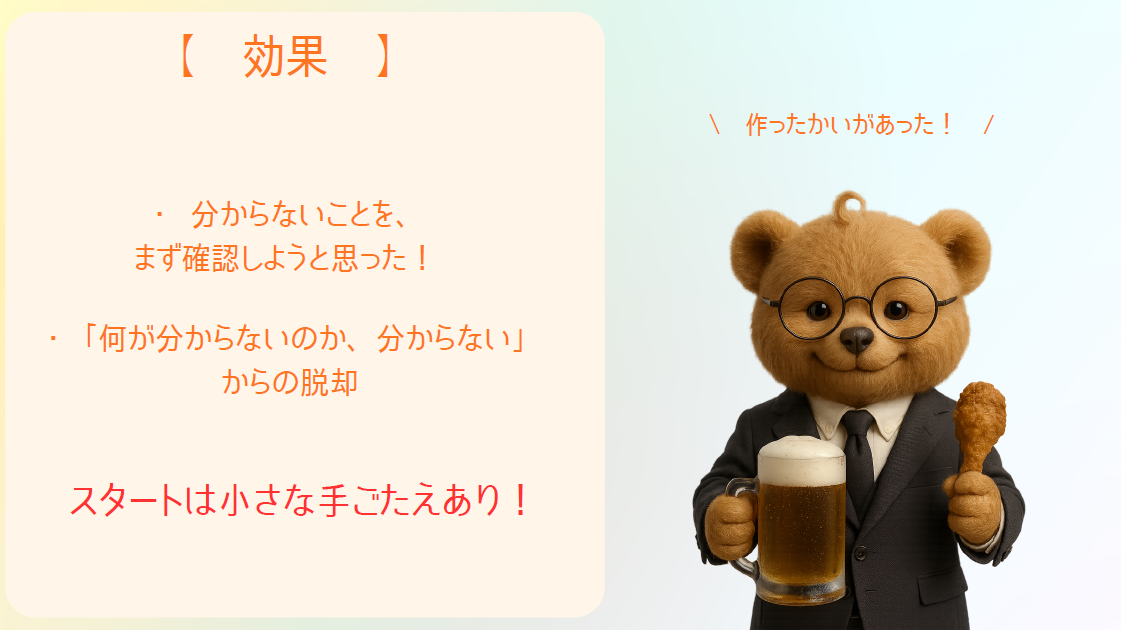 【　効果　】
・　分からないことを、
まず確認しようと思った！
・「何が分からないのか、分からない」
からの脱却
スタートは小さな手ごたえあり！
\　作ったかいがあった！　/